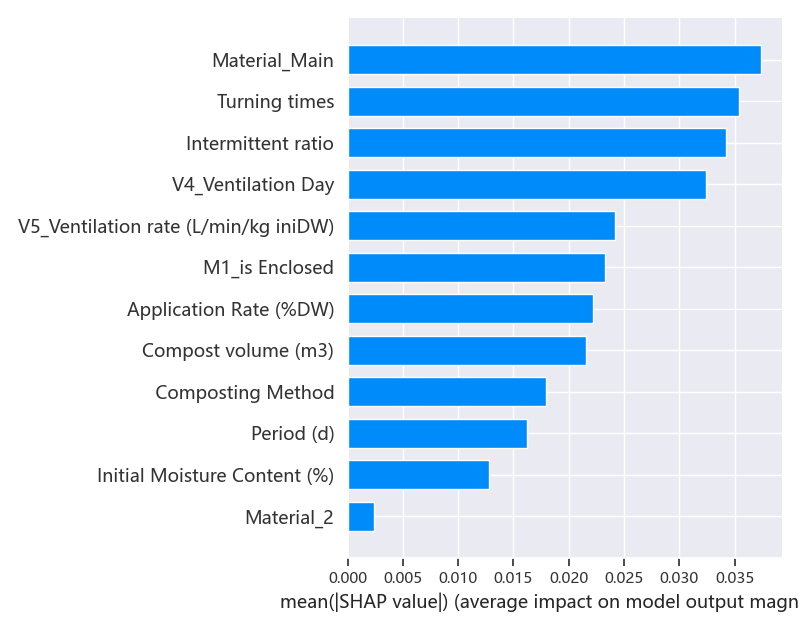 Material_Main
Turning times
Intermittent ratio
V4_Ventilation Day
V5_Ventilation rate (L/min/kg iniDW)
M1_is Enclosed
Application Rate (%DW)
Compost volume (m3)
Composting Method
Period (d)
Initial Moisture Content (%)
Material_2
0.000 0.005 0.010 0.015 0.020 0.025 0.030 0.035
mean(|SHAP value|) (average impact on model output magn